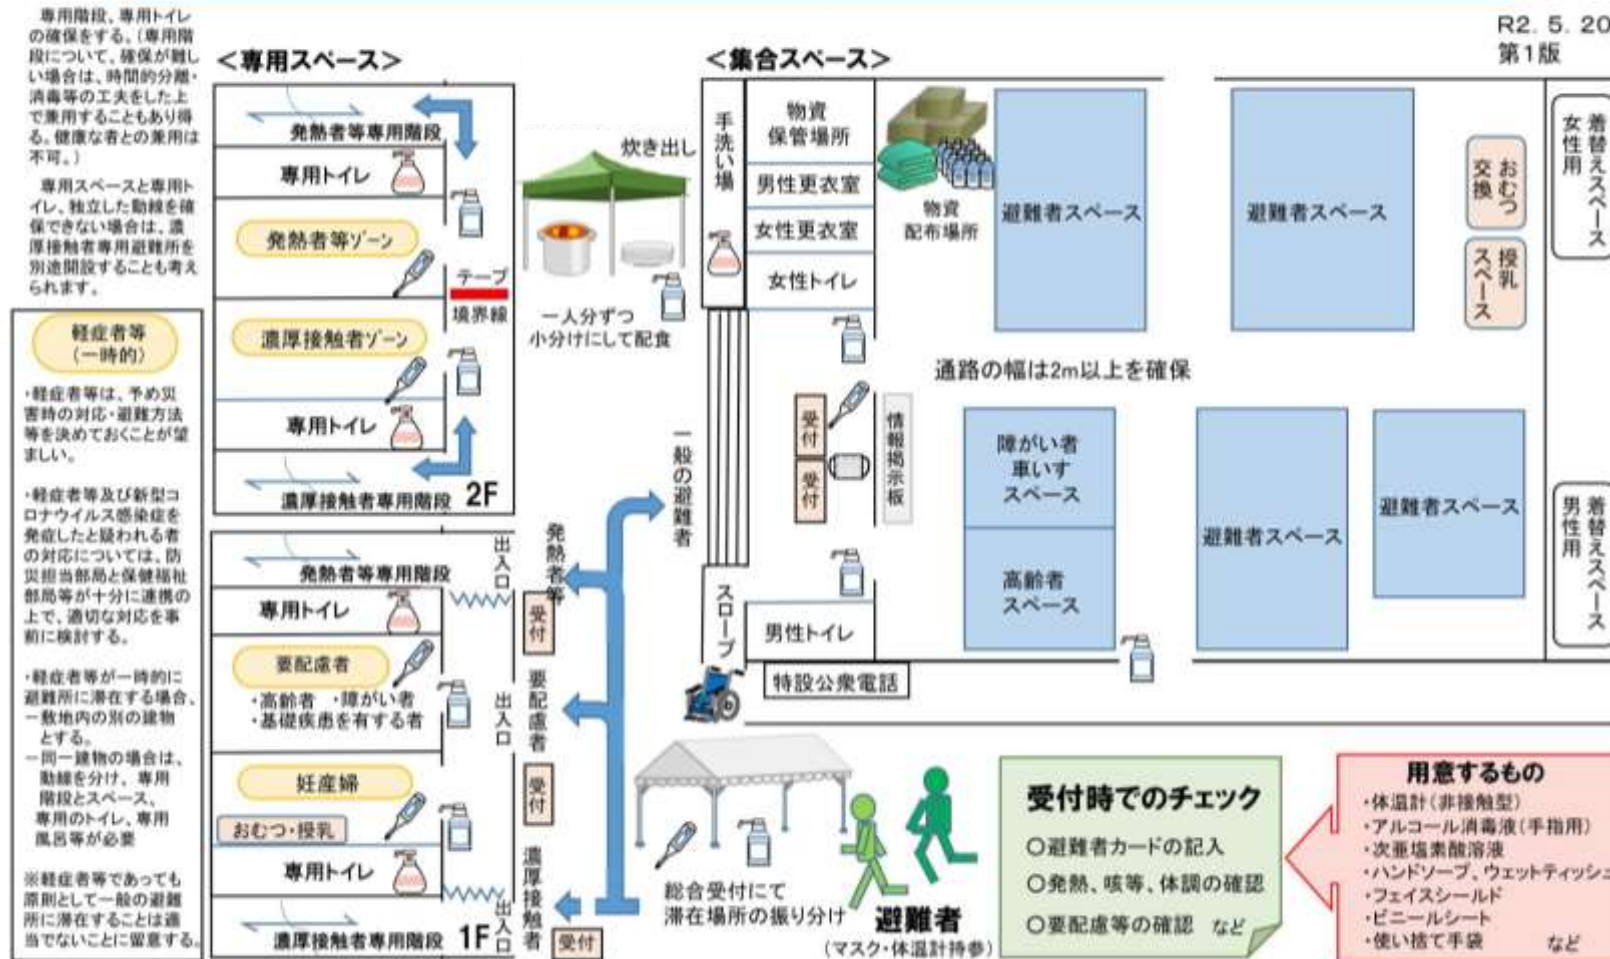 専用階段、専用トイレ
の確保をする。(専用階
段について、確保が難し
い場合は、時間的分離・
消毒等の工夫をした上
で兼用することもあり得
る。健康な者との兼用は
不可。)
専用スペースと専用ト
イレ、独立した動線を確
保できない場合は、濃
厚接触者専用避難所を
別途開設することも考え
られます。
軽症者等
(一時的)
・軽症者等は、予め災
害時の対応・避難方法
等を決めておくことが望
ましい。
・軽症者等及び新型コ
ロナウイルス感染症を
発症したと疑われる者
の対応については、防
災担当部局と保健福祉
部局等が十分に連携の
上で、適切な対応を事
前に検討する。
・軽症者等が一時的に
避難所に滞在する場合、
ー敷地内の別の建物
とする。
ー同一建物の場合は、
動線を分け、専用
階段とスペース、
専用のトイレ、専用
風呂等が必要
※軽症者等であっても
原則として一般の避難
所に滞在することは適
当でないことに留意する。
<専用スペース>
発熱者等専用階段
専用トイレ
発熱者等ゾーン
テープ
境界線
濃厚接触者ゾーン
専用トイレ
濃厚接触者専用階段
2F
発熱者等専用階段
出入口
発熱者等
専用トイレ
受付
要配慮者
・高齢者 ・障がい者
・基礎疾患を有する者
出入口
要配慮者
妊産婦
受付
おむつ・授乳
専用トイレ
濃厚接触者専用階段
1F
出入口
濃厚接触者
受付
炊き出し
一人分ずつ
小分けにして配食
一般の避難者
<集合スペース>
R2. 5. 20
第1版
手洗い場
物資
保管場所
男性更衣室
女性更衣室
女性トイレ
物資
配布場所
避難者スペース
避難者スペース
おむつ
交換
授乳
スペース
着替えスペース
女性用
通路の幅は2m以上を確保
受付
受付
情報掲示板
障がい者
車いす
スペース
高齢者
スペース
避難者スペース
避難者スペース
着替えスペース
男性用
スロープ
男性トイレ
特設公衆電話
総合受付にて
滞在場所の振り分け
避難者
(マスク・体温計持参)
受付時でのチェック
○避難者カードの記入
○発熱、咳等、体調の確認
○要配慮等の確認 など
用意するもの
・体温計(非接触型)
・アルコール消毒液(手指用)
・次亜塩素酸溶液
・ハンドソープ、ウェットティッシュ
・フェイスシールド
・ビニールシート
・使い捨て手袋 など